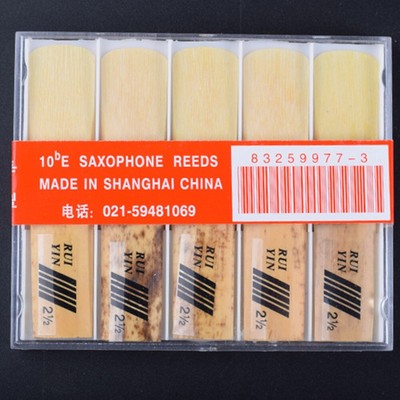 10bE SAXOPHONE REEDS
MADE IN SHANGHAI CHINA
电话: 021-59481069
83259977-3
RUI
YIN
2½
RUI
YIN
2½
RUI
YIN
2½
RUI
YIN
2½
RUI
YIN
2½